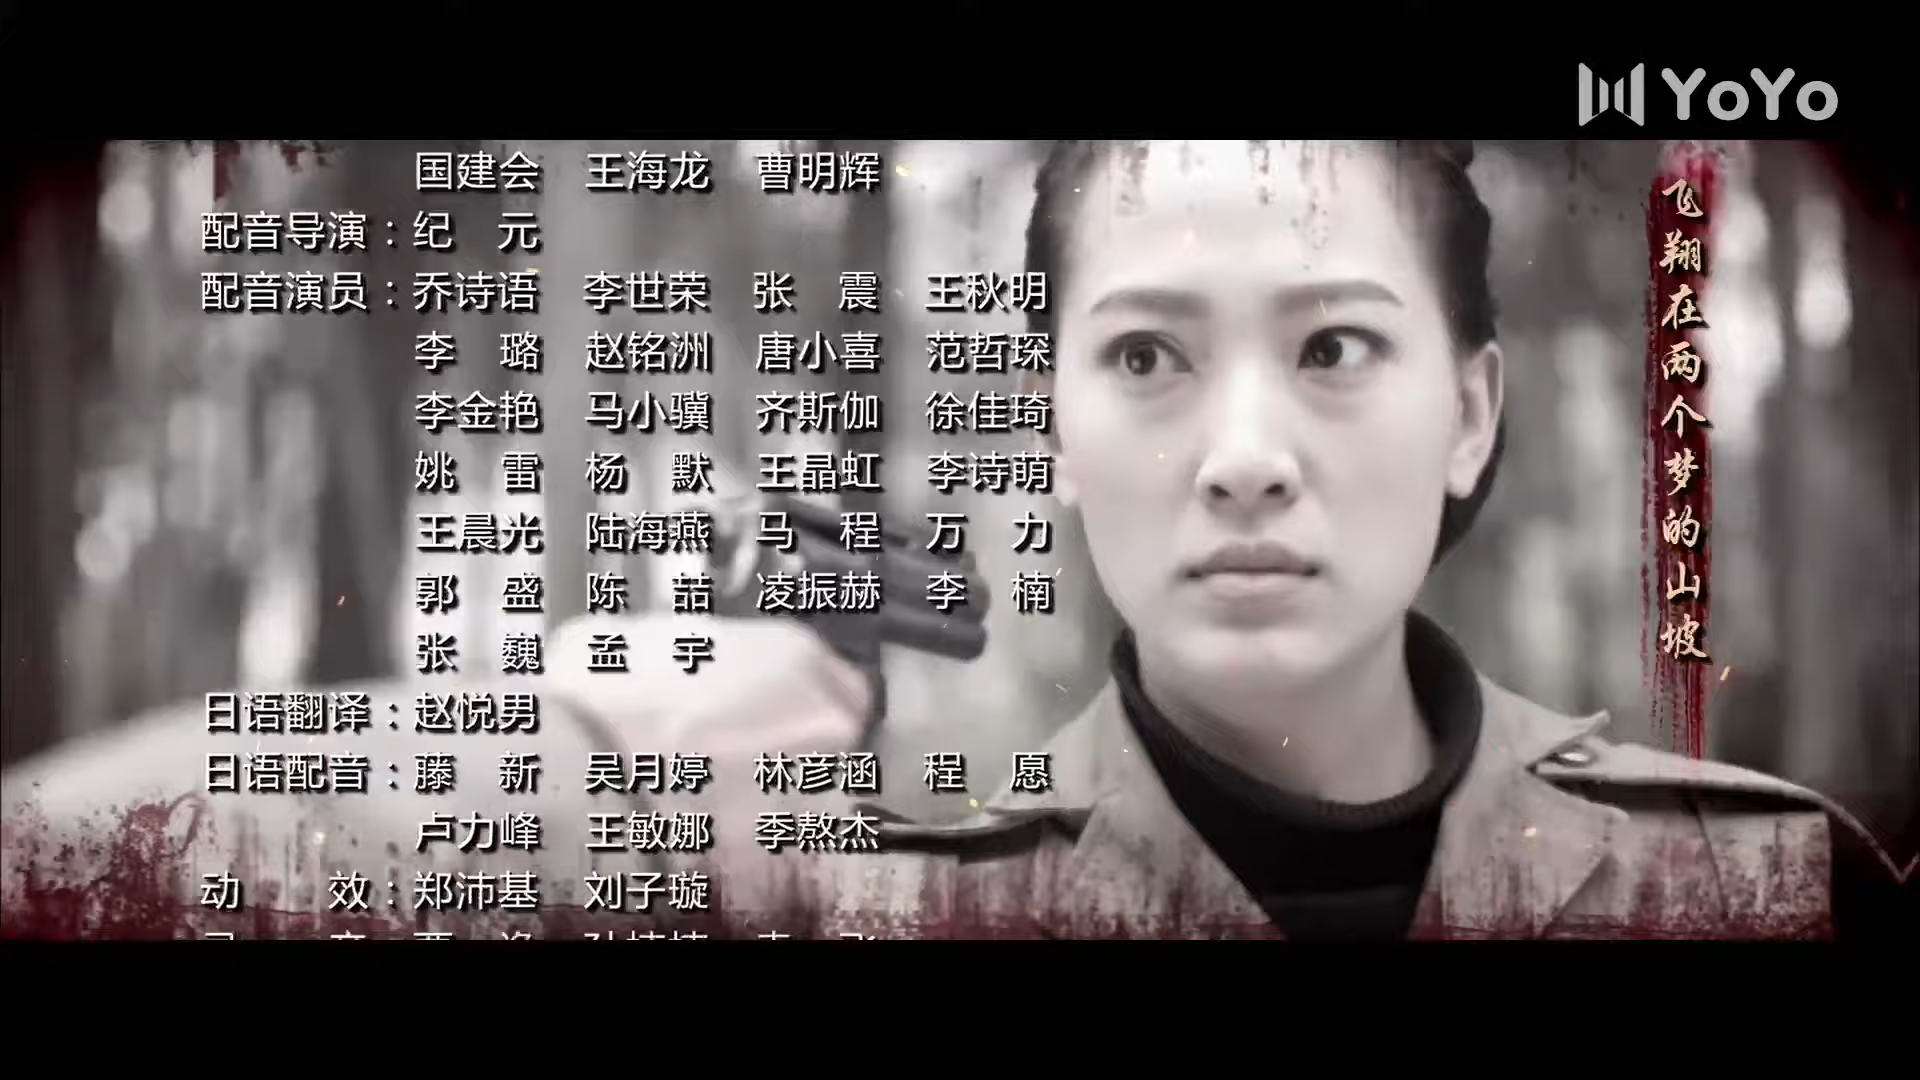 YoYo
国建会 王海龙 曹明辉
配音导演：纪 元
配音演员：乔诗语 李世荣 张 震 王秋明
李 璐 赵铭洲 唐小喜 范哲琛
李金艳 马小骥 齐斯伽 徐佳琦
姚 雷 杨 默 王晶虹 李诗萌
王晨光 陆海燕 马 程 万 力
郭 盛 陈 喆 凌振赫 李 楠
张 巍 孟 宇
日语翻译：赵悦男
日语配音：藤 新 吴月婷 林彦涵 程 愿
卢力峰 王敏娜 季熬杰
动 效：郑沛基 刘子璇
飞翔在两个梦的山坡